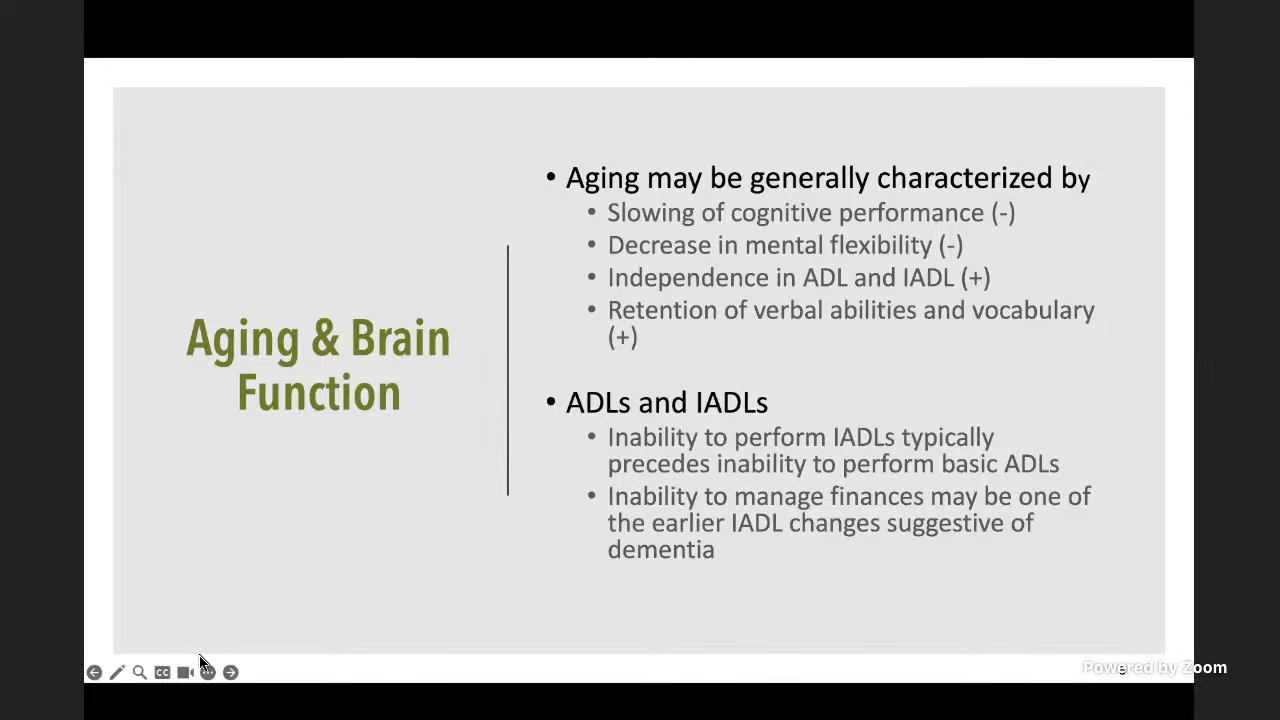 Aging & Brain
Function
• Aging may be generally characterized by
• Slowing of cognitive performance (-)
• Decrease in mental flexibility (-)
• Independence in ADL and IADL (+)
• Retention of verbal abilities and vocabulary
(+)
• ADLs and IADLs
• Inability to perform IADLs typically
precedes inability to perform basic ADLs
• Inability to manage finances may be one of
the earlier IADL changes suggestive of
dementia
CC
Powered by Zoom